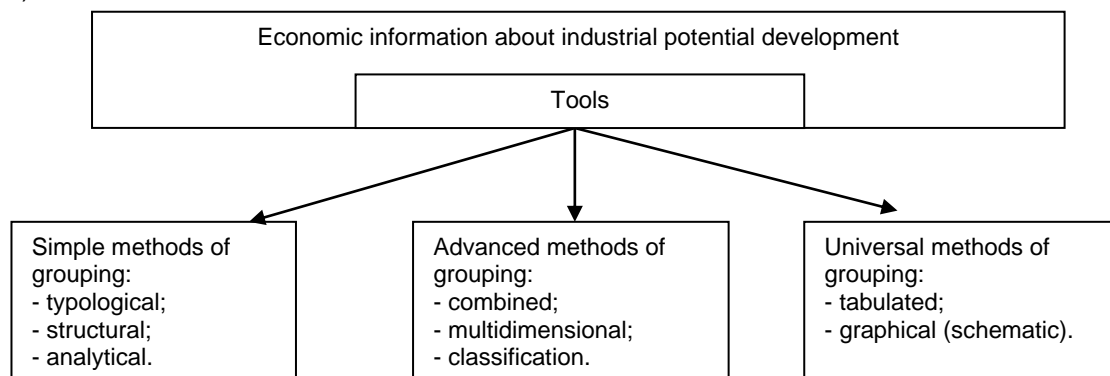 Economic information about industrial potential development
Tools
Simple methods of
grouping:
- typological;
- structural;
- analytical.
Advanced methods of
grouping:
- combined;
- multidimensional;
- classification.
Universal methods of
grouping:
- tabulated;
- graphical (schematic).